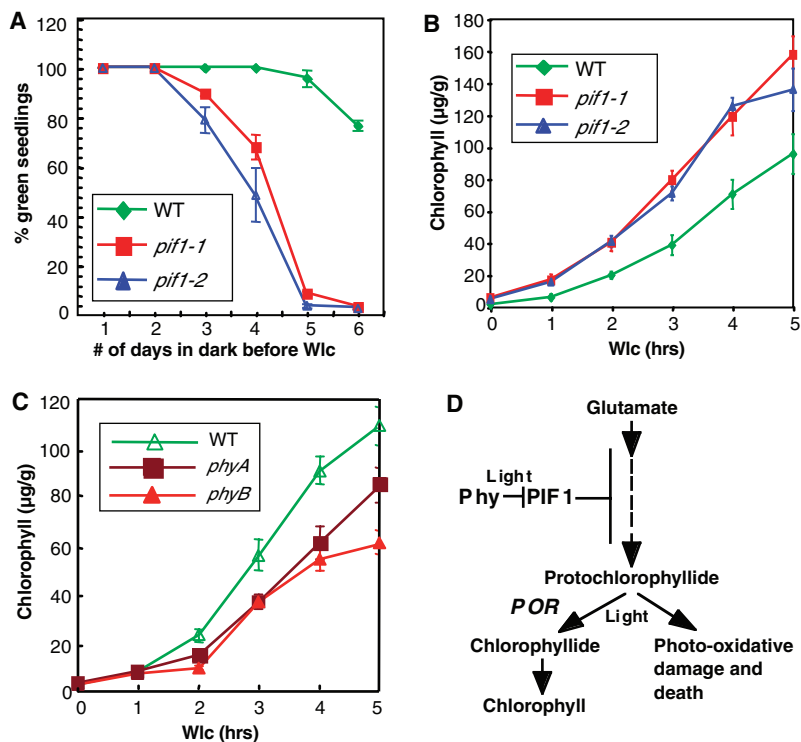 A
% green seedlings
100
80
60
40
20
0
WT
pif1-1
pif1-2
1 2 3 4 5 6
# of days in dark before Wlc
B
Chlorophyll (µg/g)
180
160
140
120
100
80
60
40
20
0
WT
pif1-1
pif1-2
0 1 2 3 4 5
Wlc (hrs)
C
Chlorophyll (µg/g)
120
100
80
60
40
20
0
WT
phyA
phyB
0 1 2 3 4 5
Wlc (hrs)
D
Glutamate
Light
Phy PIF1
Protochlorophyllide
POR Light
Chlorophyllide
Chlorophyll
Photo-oxidative
damage and
death